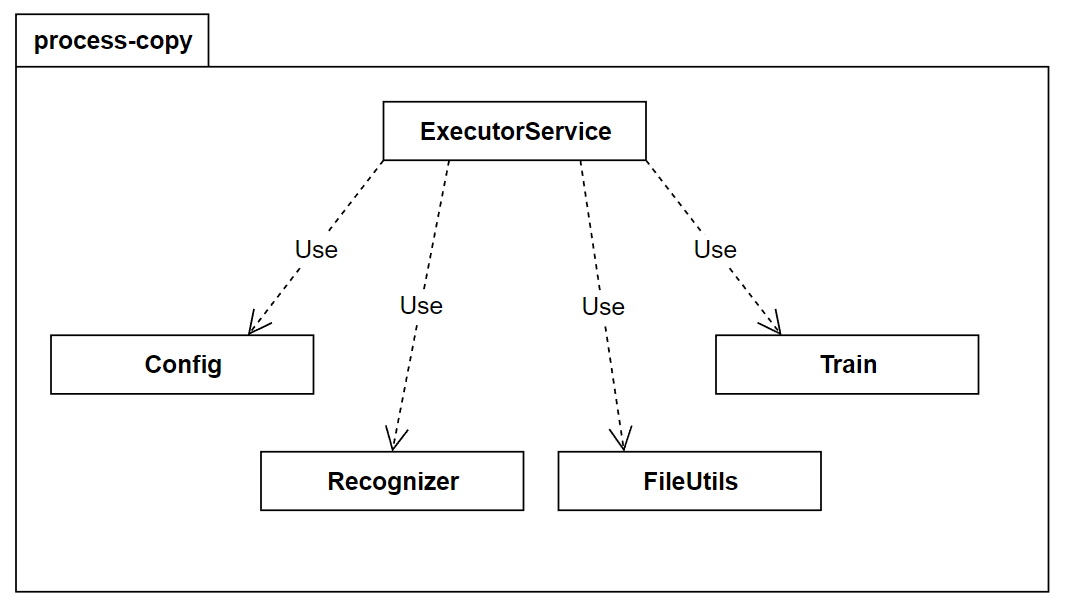 process-copy
ExecutorService
Use
Use
Use
Use
Config
Train
Recognizer
FileUtils